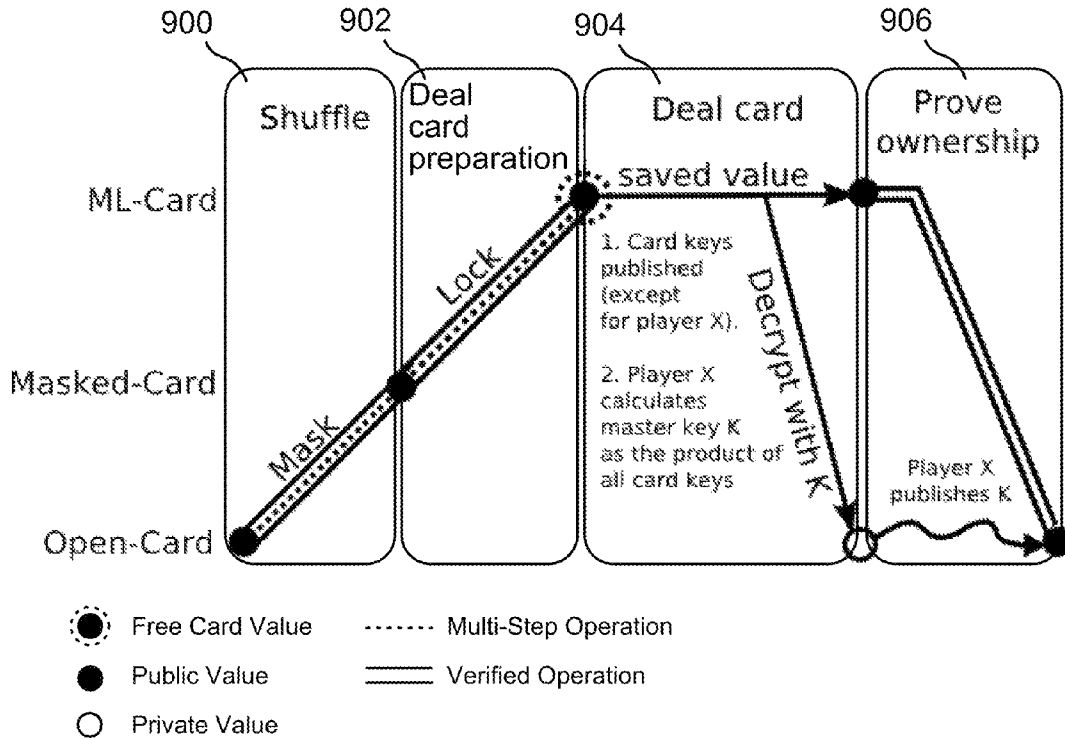 900
902
904
906
Shuffle
Deal
card
preparation
Deal card
Prove
ownership
ML-Card
saved value
Lock
1. Card keys
published
(except
for player X).
Decrypt with K
Masked-Card
2. Player X
calculates
master key K
as the product of
all card keys
Mask
Player X
publishes K
Open-Card
Free Card Value
Multi-Step Operation
Public Value
Verified Operation
Private Value